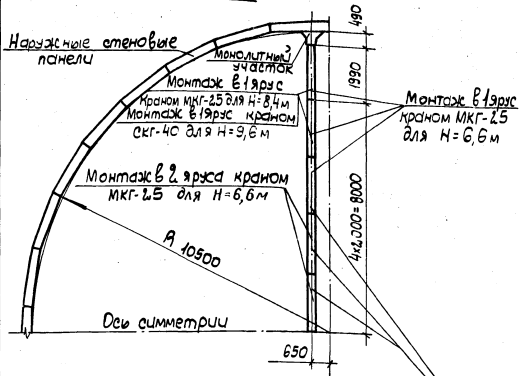 Наружные стеновые
панели
Монолитный
участок
Монтаж в 1 ярус
краном МКГ-25 для H=8,4м
Монтаж в 1 ярус краном
СКГ-40 для H=9,6м
Монтаж в 2 яруса краном
МКГ-25 для H=6,6м
R 10500
Ось симметрии
650
490
1990
4х2000=8000
Монтаж в 1 ярус
краном МКГ-25
для H=6,6м